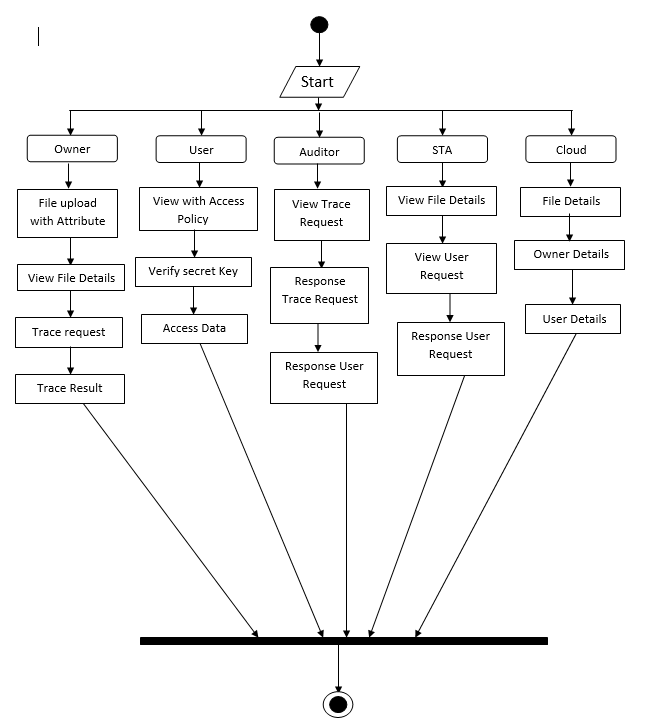 Start
Owner
User
Auditor
STA
Cloud
File upload
with Attribute
View File Details
Trace request
Trace Result
View with Access
Policy
Verify secret Key
Access Data
View Trace
Request
Response
Trace Request
Response User
Request
View File Details
View User
Request
Response User
Request
File Details
Owner Details
User Details